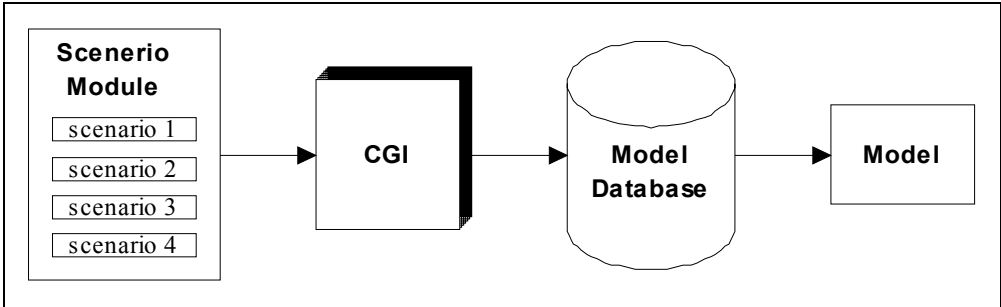 Scenerio
Module
scenario 1
scenario 2
scenario 3
scenario 4
CGI
Model
Database
Model